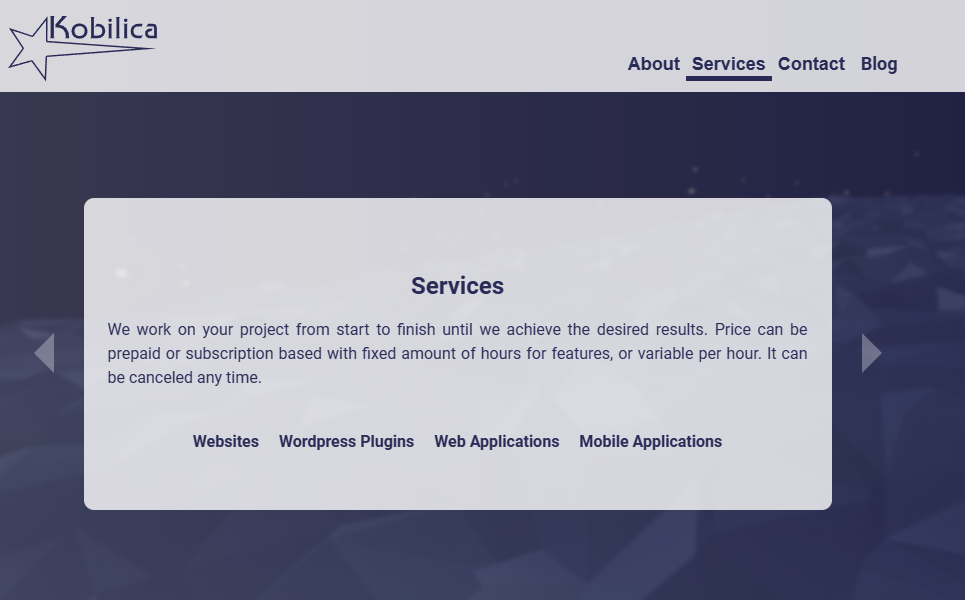 Kobilica
About Services Contact Blog
Services
We work on your project from start to finish until we achieve the desired results. Price can be
prepaid or subscription based with fixed amount of hours for features, or variable per hour. It can
be canceled any time.
Websites Wordpress Plugins Web Applications Mobile Applications